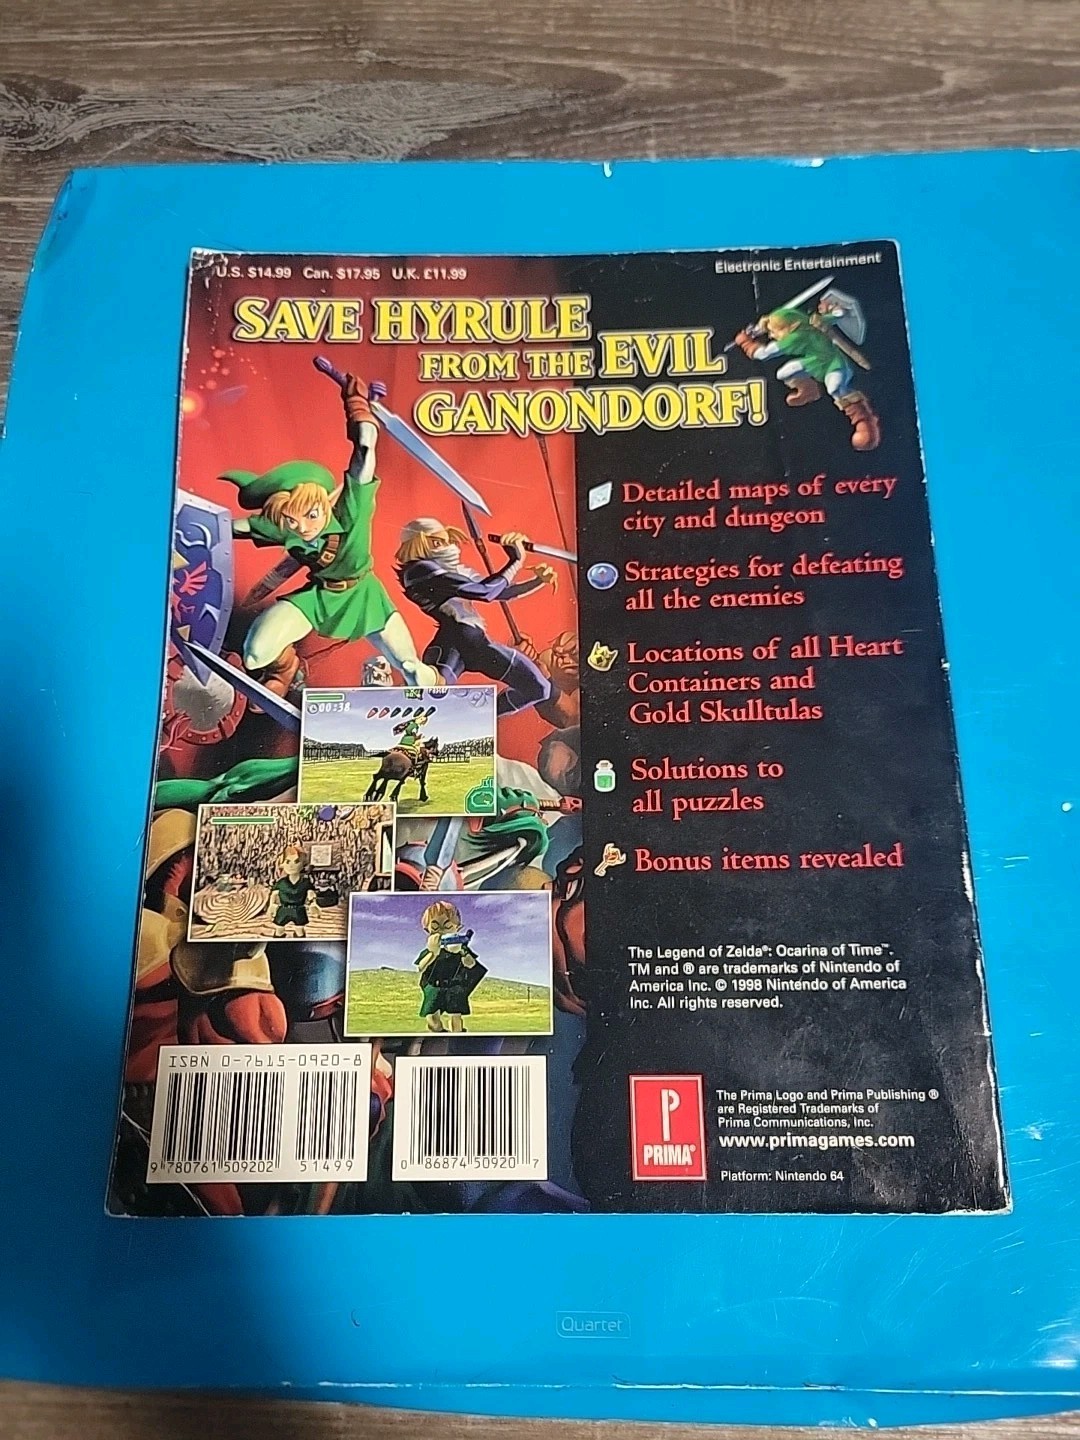 U.S. $14.99 Can. $17.95 U.K. £11.99
Electronic Entertainment
SAVE HYRULE
FROM THE EVIL
GANONDORF!
Detailed maps of every
city and dungeon
Strategies for defeating
all the enemies
Locations of all Heart
Containers and
Gold Skulltulas
Solutions to
all puzzles
Bonus items revealed
00:38
The Legend of Zelda®: Ocarina of Time™.
TM and ® are trademarks of Nintendo of
America Inc. © 1998 Nintendo of America
Inc. All rights reserved.
ISBN 0-7615-0920-8
9 780761 509202
51499
0 86874 50920 7
PRIMA®
The Prima Logo and Prima Publishing ®
are Registered Trademarks of
Prima Communications, Inc.
www.primagames.com
Platform: Nintendo 64
Quartet